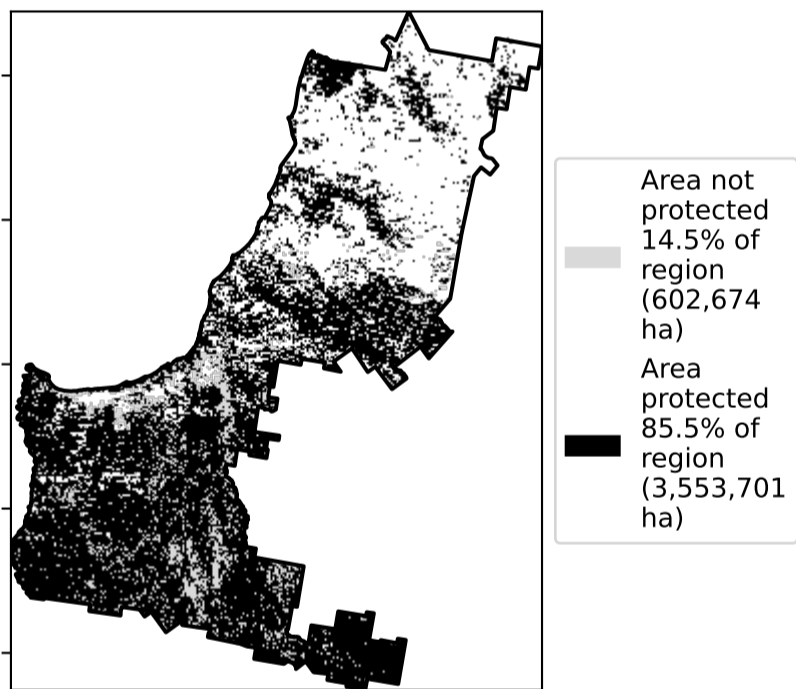 Area not
protected
14.5% of
region
(602,674
ha)
Area
protected
85.5% of
region
(3,553,701
ha)